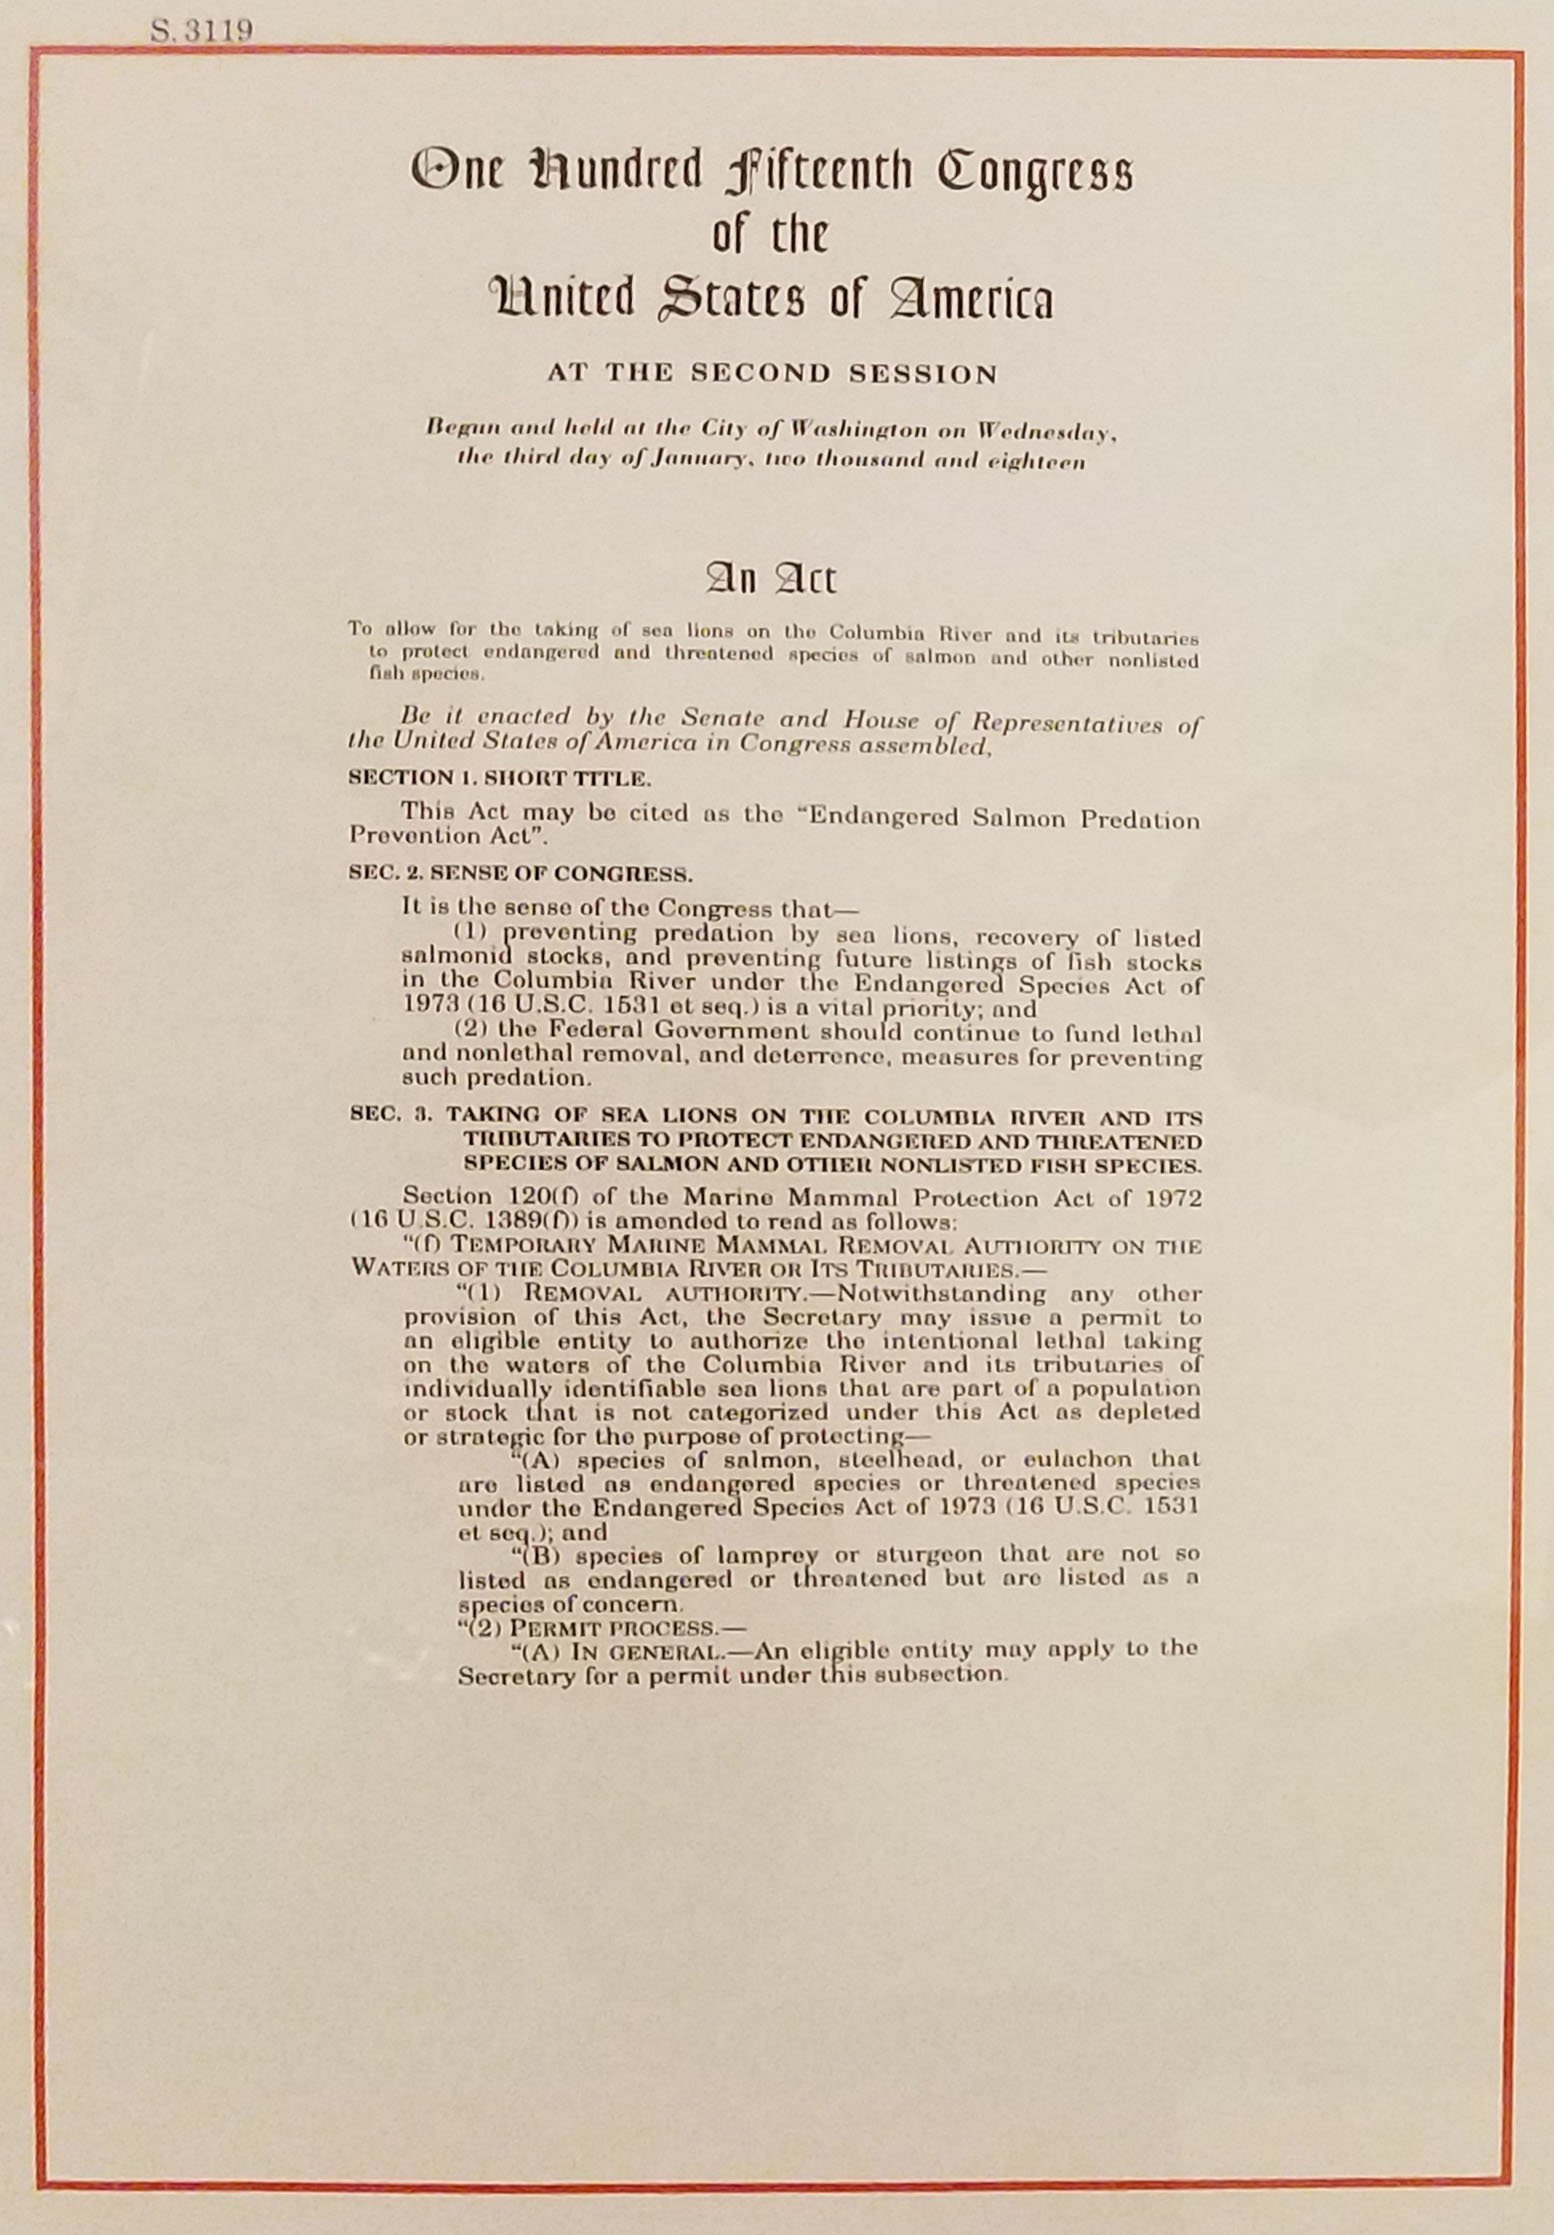 S. 3119
One Hundred Fifteenth Congress
of the
United States of America
AT THE SECOND SESSION
Begun and held at the City of Washington on Wednesday,
the third day of January, two thousand and eighteen
An Act
To allow for the taking of sea lions on the Columbia River and its tributaries
to protect endangered and threatened species of salmon and other nonlisted
fish species.
Be it enacted by the Senate and House of Representatives of
the United States of America in Congress assembled,
SECTION 1. SHORT TITLE.
This Act may be cited as the “Endangered Salmon Predation
Prevention Act”.
SEC. 2. SENSE OF CONGRESS.
It is the sense of the Congress that—
(1) preventing predation by sea lions, recovery of listed
salmonid stocks, and preventing future listings of fish stocks
in the Columbia River under the Endangered Species Act of
1973 (16 U.S.C. 1531 et seq.) is a vital priority; and
(2) the Federal Government should continue to fund lethal
and nonlethal removal, and deterrence, measures for preventing
such predation.
SEC. 3. TAKING OF SEA LIONS ON THE COLUMBIA RIVER AND ITS
TRIBUTARIES TO PROTECT ENDANGERED AND THREATENED
SPECIES OF SALMON AND OTHER NONLISTED FISH SPECIES.
Section 120(f) of the Marine Mammal Protection Act of 1972
(16 U.S.C. 1389(f)) is amended to read as follows:
“(f) TEMPORARY MARINE MAMMAL REMOVAL AUTHORITY ON THE
WATERS OF THE COLUMBIA RIVER OR ITS TRIBUTARIES.—
“(1) REMOVAL AUTHORITY.—Notwithstanding any other
provision of this Act, the Secretary may issue a permit to
an eligible entity to authorize the intentional lethal taking
on the waters of the Columbia River and its tributaries of
individually identifiable sea lions that are part of a population
or stock that is not categorized under this Act as depleted
or strategic for the purpose of protecting—
“(A) species of salmon, steelhead, or eulachon that
are listed as endangered species or threatened species
under the Endangered Species Act of 1973 (16 U.S.C. 1531
et seq.); and
“(B) species of lamprey or sturgeon that are not so
listed as endangered or threatened but are listed as a
species of concern.
“(2) PERMIT PROCESS.—
“(A) IN GENERAL.—An eligible entity may apply to the
Secretary for a permit under this subsection.